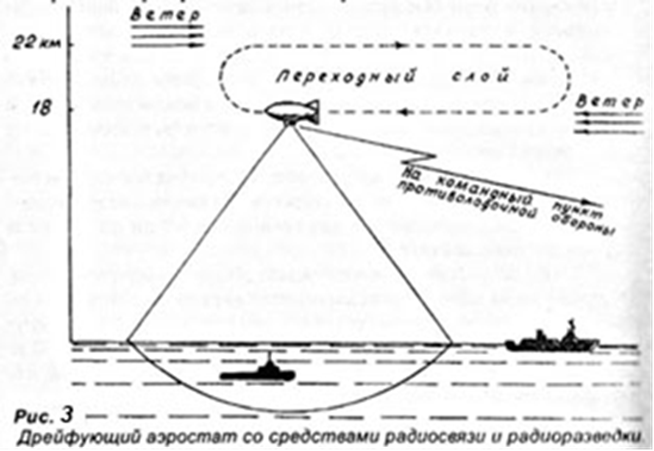 Ветер
22 км
Переходный слой
18
Ветер
На командный пункт
противолодочной обороны
Рис. 3
Дрейфующий аэростат со средствами радиосвязи и радиоразведки.